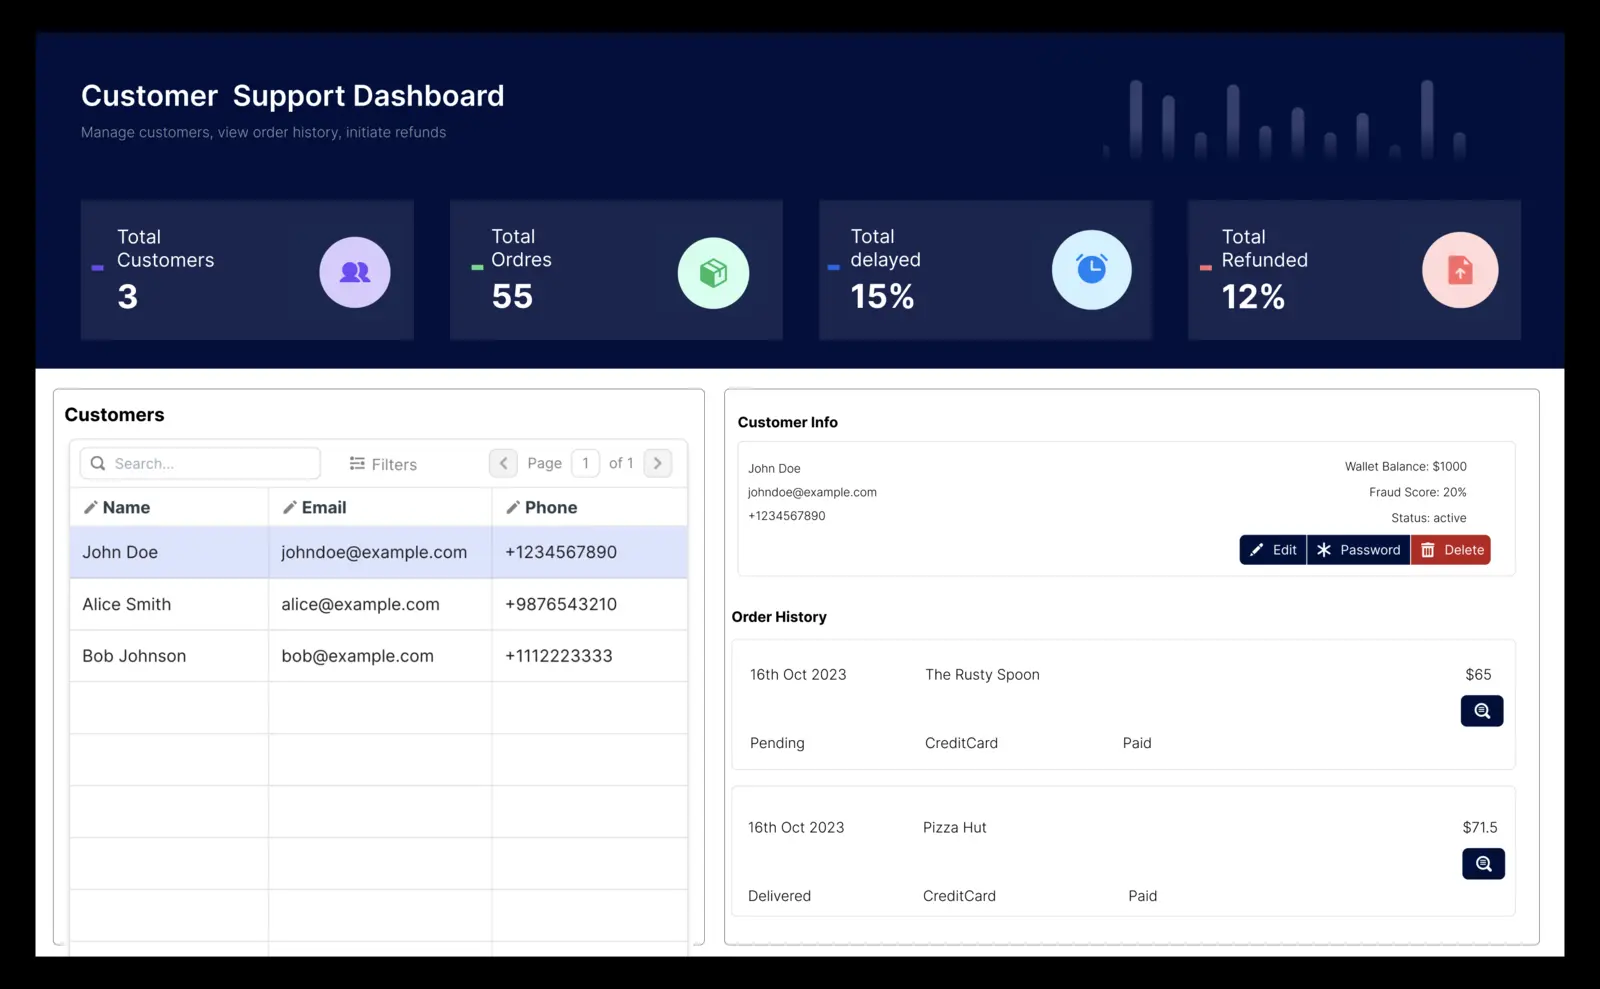 Customer  Support Dashboard
Manage customers, view order history, initiate refunds
Total
Customers
3
Total
Ordres
55
Total
delayed
15%
Total
Refunded
12%
Customers
Search...
Filters
Page 1 of 1
Name Email Phone
John Doe johndoe@example.com +1234567890
Alice Smith alice@example.com +9876543210
Bob Johnson bob@example.com +1112223333
Customer Info
John Doe
johndoe@example.com
+1234567890
Wallet Balance: $1000
Fraud Score: 20%
Status: active
Edit Password Delete
Order History
16th Oct 2023 The Rusty Spoon $65
Pending CreditCard Paid
16th Oct 2023 Pizza Hut $71.5
Delivered CreditCard Paid